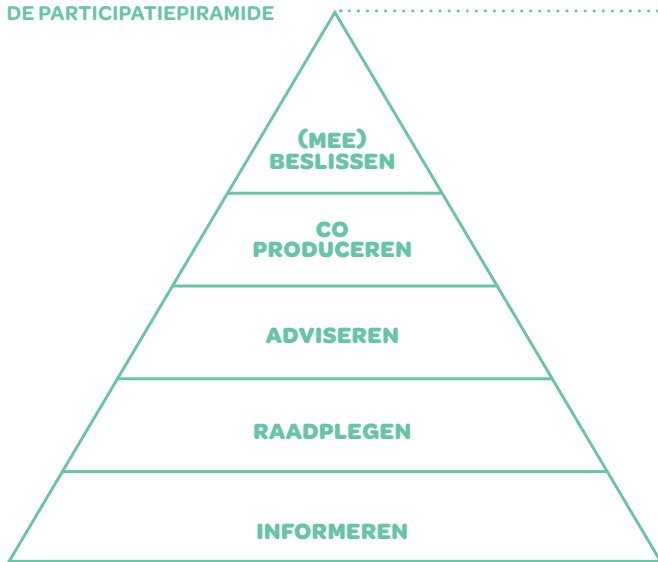 DE PARTICIPATIEPIRAMIDE
(MEE)
BESLISSEN
CO
PRODUCEREN
ADVISEREN
RAADPLEGEN
INFORMEREN